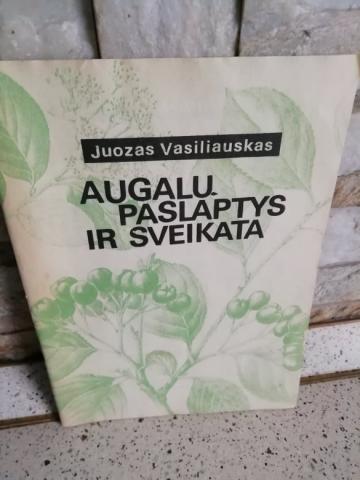 Juozas Vasiliauskas
AUGALŲ
PASLAPTYS
IR SVEIKATA